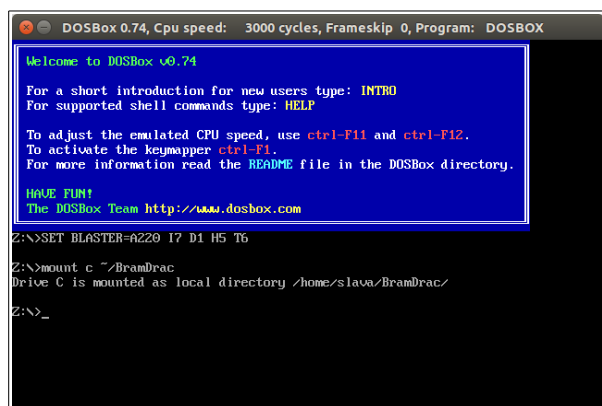 DOSBox 0.74, Cpu speed: 3000 cycles, Frameskip 0, Program: DOSBOX
Welcome to DOSBox v0.74
For a short introduction for new users type: INTRO
For supported shell commands type: HELP
To adjust the emulated CPU speed, use ctrl-F11 and ctrl-F12.
To activate the keymapper ctrl-F1.
For more information read the README file in the DOSBox directory.
HAVE FUN!
The DOSBox Team http://www.dosbox.com
Z:\>SET BLASTER=A220 I7 D1 H5 T6
Z:\>mount c ~/BramDrac
Drive C is mounted as local directory /home/slava/BramDrac/
Z:\>_